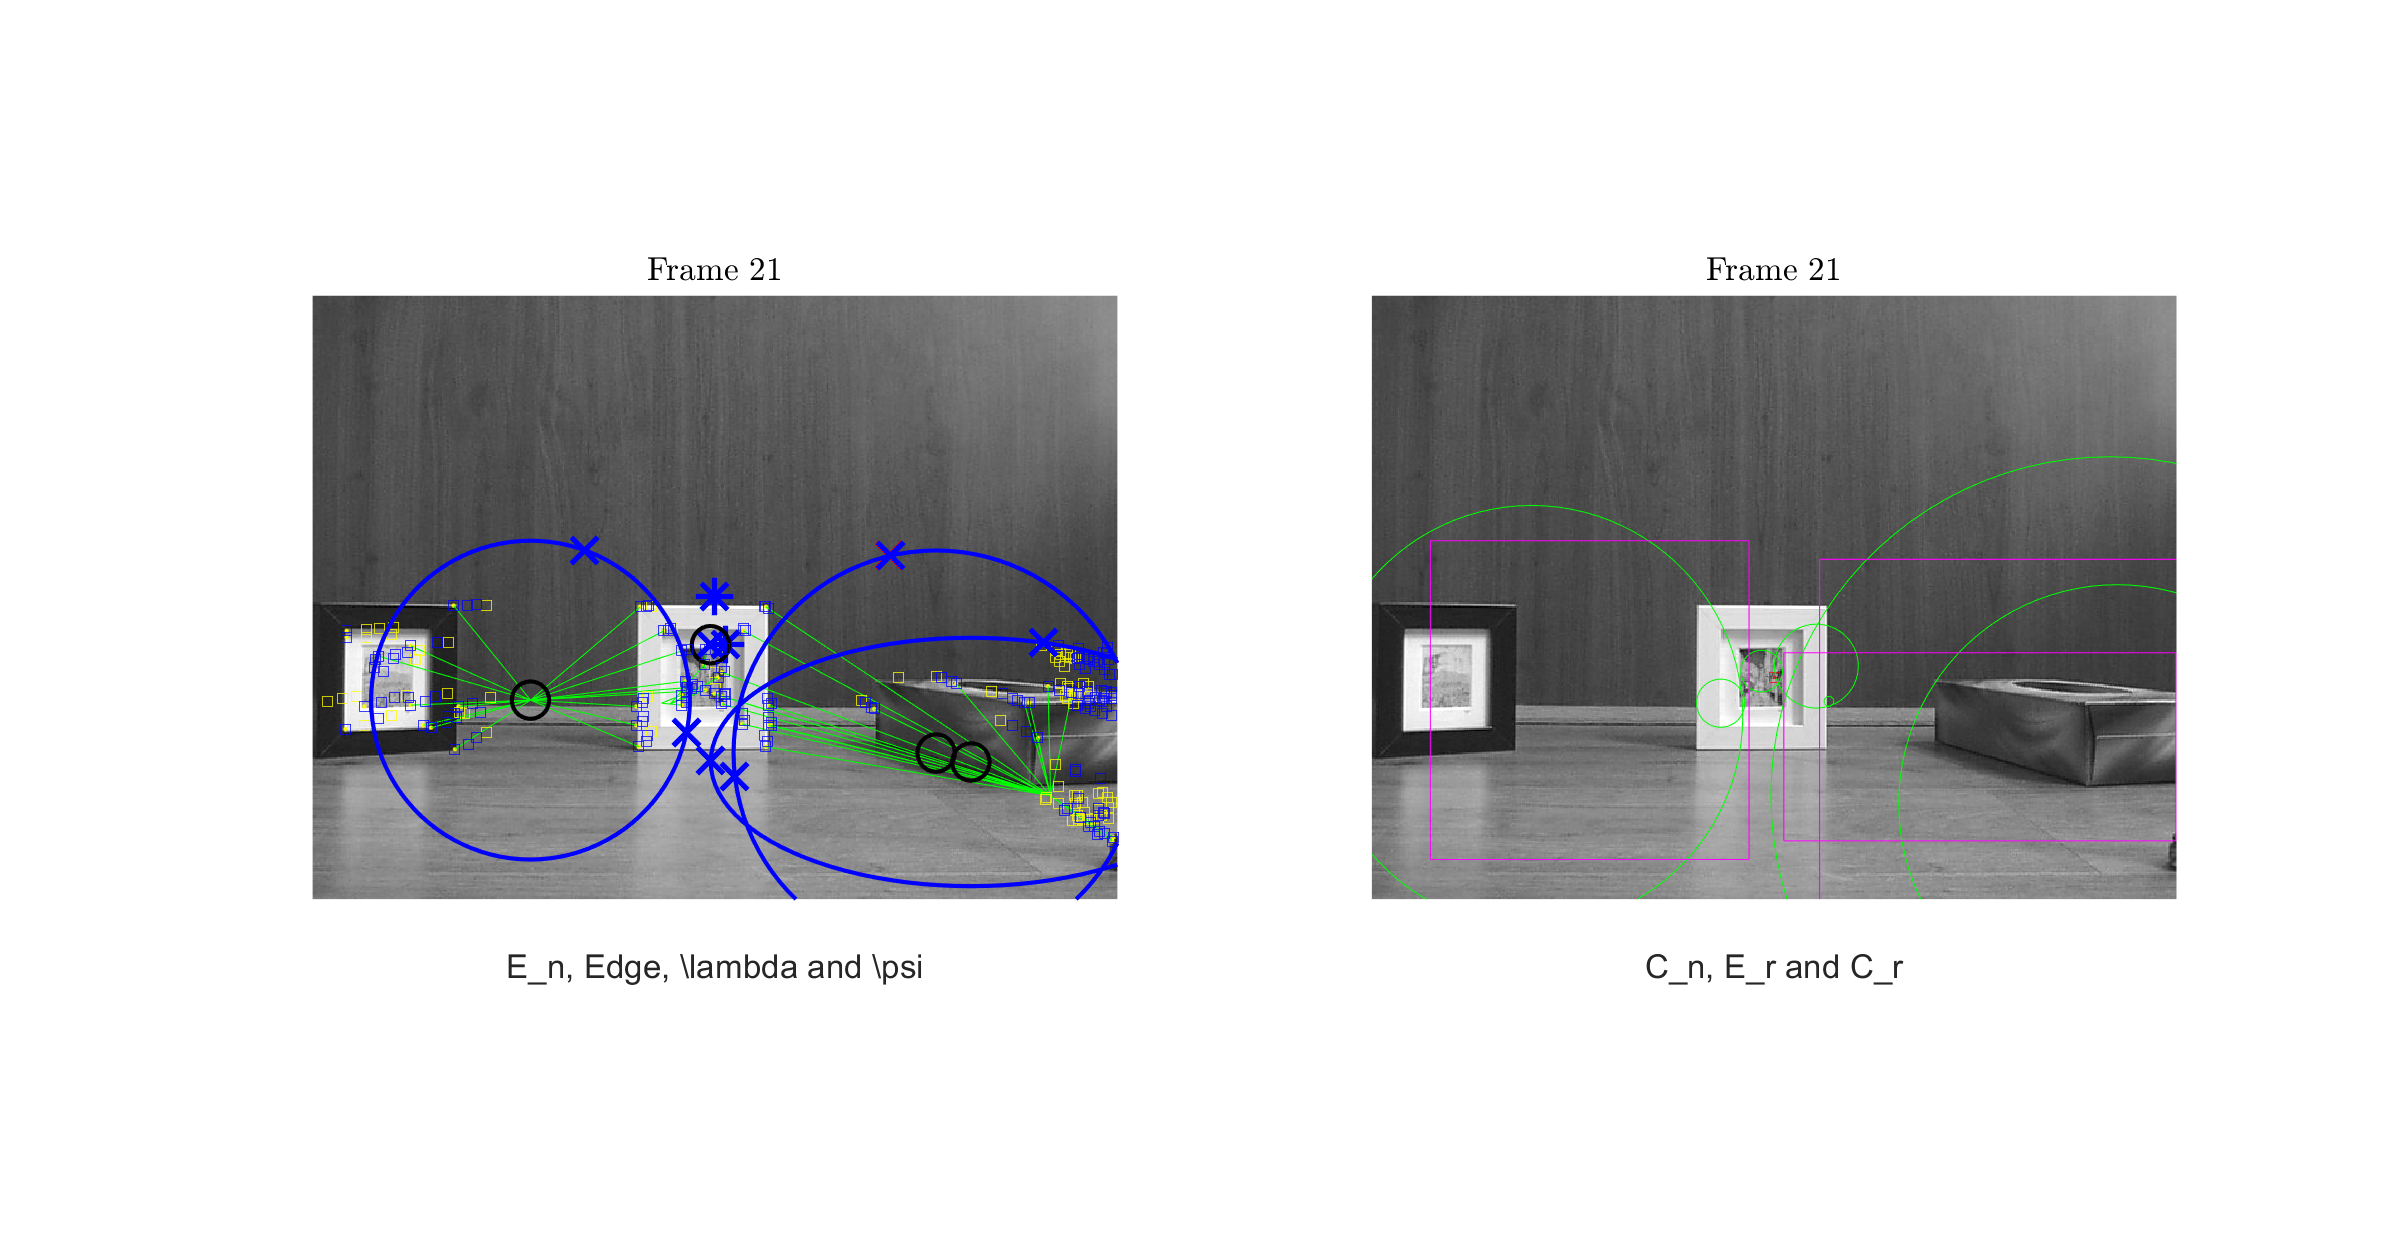 Frame 21
Frame 21
E_n, Edge, \lambda and \psi
C_n, E_r and C_r